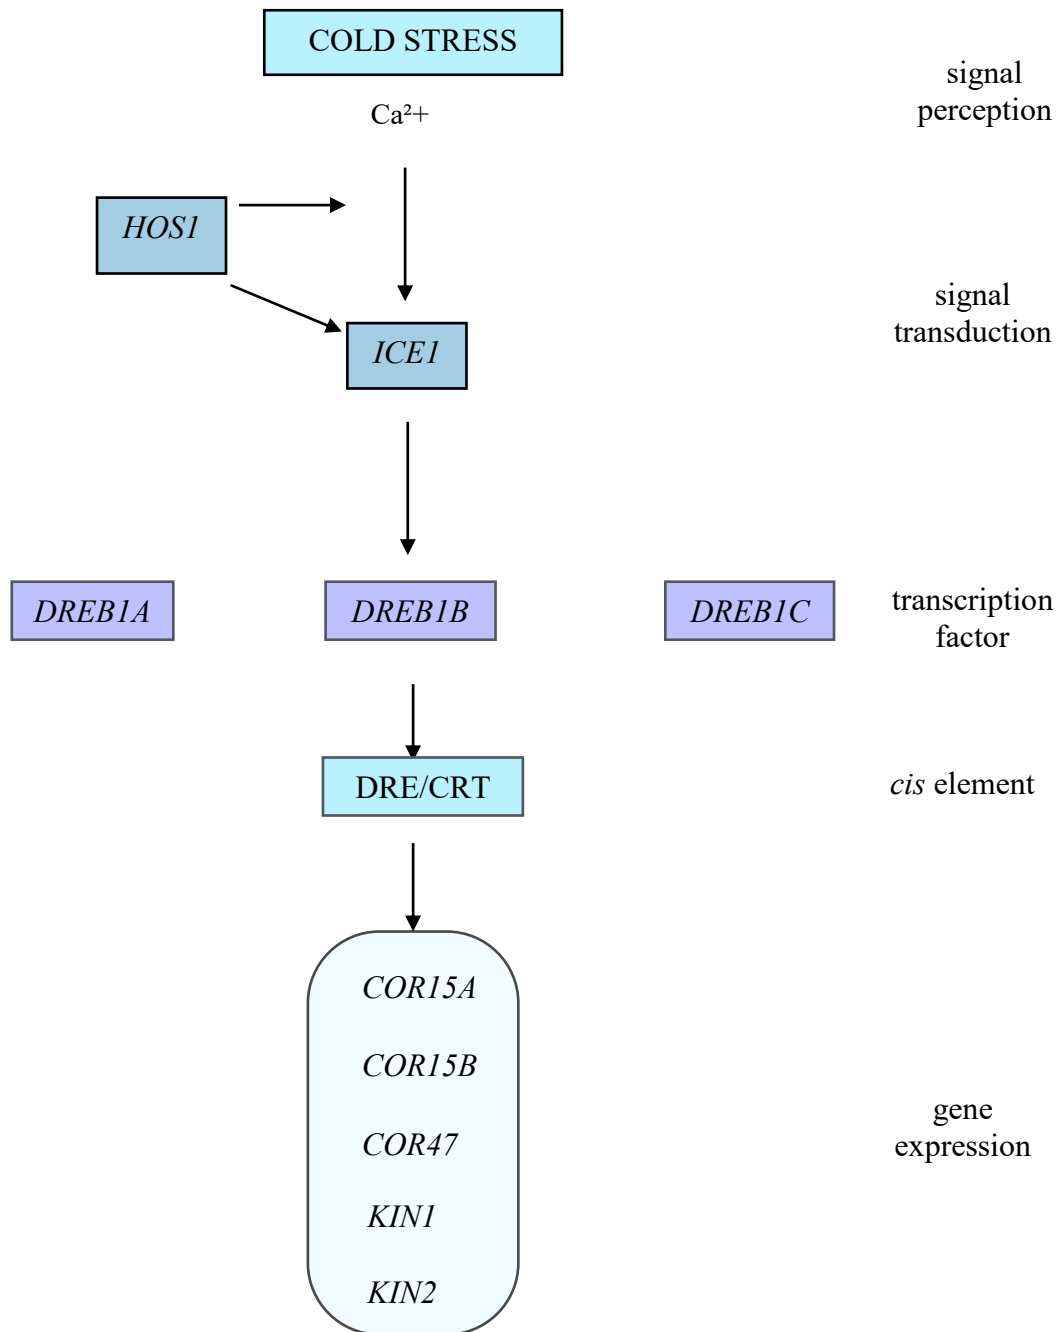 COLD STRESS
signal
perception
Ca²⁺
HOS1
signal
transduction
ICE1
DREB1A
DREB1B
DREB1C
transcription
factor
DRE/CRT
cis element
COR15A
COR15B
COR47
KIN1
KIN2
gene
expression